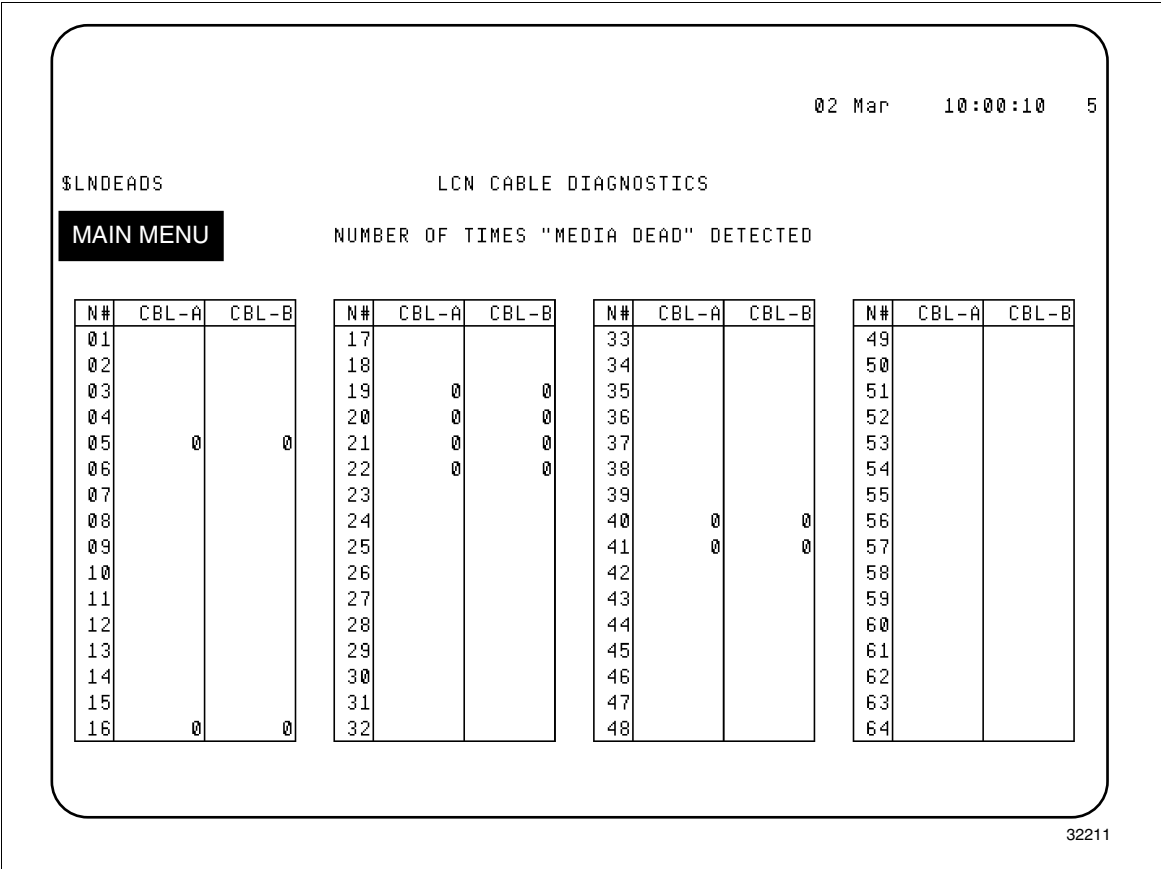 02 Mar 10:00:10 5
$LNDEADS LCN CABLE DIAGNOSTICS
MAIN MENU NUMBER OF TIMES "MEDIA DEAD" DETECTED
N# CBL-A CBL-B N# CBL-A CBL-B N# CBL-A CBL-B N# CBL-A CBL-B
01 17 33 49
02 18 34 50
03 19 0 0 35 51
04 20 0 0 36 52
05 0 0 21 0 0 37 53
06 22 0 0 38 54
07 23 39 55
08 24 40 0 0 56
09 25 41 0 0 57
10 26 42 58
11 27 43 59
12 28 44 60
13 29 45 61
14 30 46 62
15 31 47 63
16 0 0 32 48 64
32211